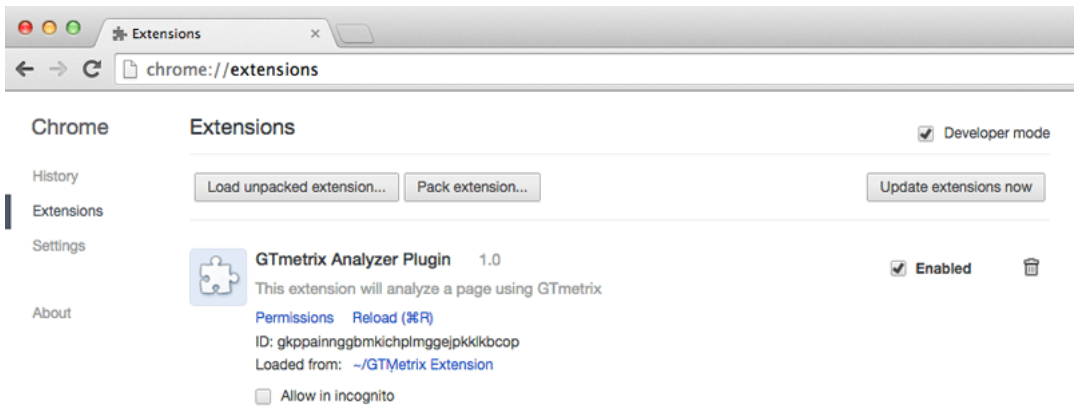 Extensions
chrome://extensions
Chrome
Extensions
Developer mode
History
Load unpacked extension...
Pack extension...
Update extensions now
Extensions
Settings
GTmetrix Analyzer Plugin 1.0
Enabled
This extension will analyze a page using GTmetrix
About
Permissions Reload (⌘R)
ID: gkppainnggbmkichplmggejpkklkbcop
Loaded from: ~/GTMetrix Extension
Allow in incognito